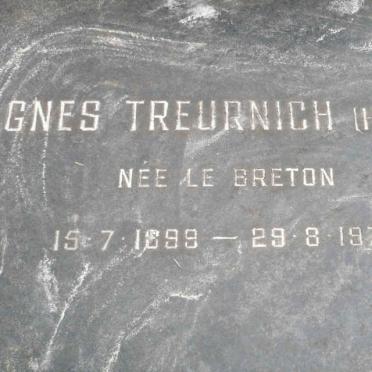 GNES TREURNICH
NÉE LE BRETON
15·7·1899 — 29·8·19